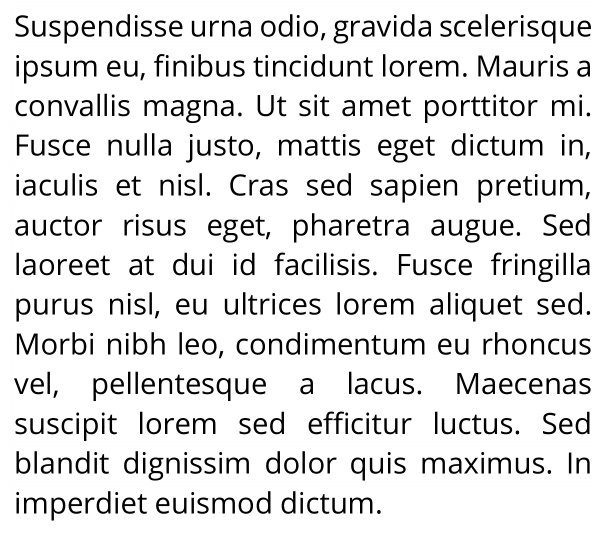 Suspendisse urna odio, gravida scelerisque
ipsum eu, finibus tincidunt lorem. Mauris a
convallis magna. Ut sit amet porttitor mi.
Fusce nulla justo, mattis eget dictum in,
iaculis et nisl. Cras sed sapien pretium,
auctor risus eget, pharetra augue. Sed
laoreet at dui id facilisis. Fusce fringilla
purus nisl, eu ultrices lorem aliquet sed.
Morbi nibh leo, condimentum eu rhoncus
vel, pellentesque a lacus. Maecenas
suscipit lorem sed efficitur luctus. Sed
blandit dignissim dolor quis maximus. In
imperdiet euismod dictum.